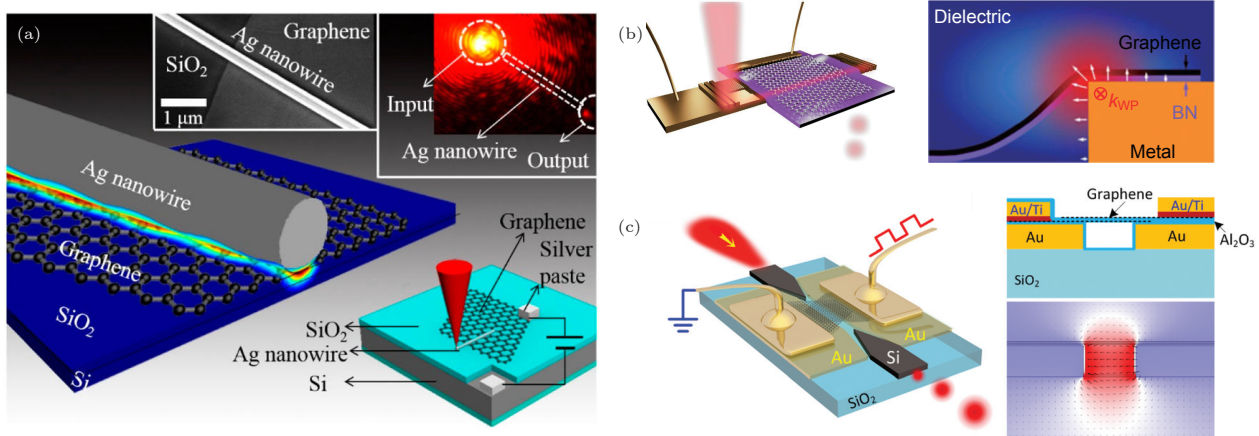 (a)
Graphene
Ag nanowire
SiO₂
1 μm
Input
Ag nanowire
Output
Ag nanowire
Graphene
SiO₂
Si
Graphene
Silver
paste
SiO₂
Ag nanowire
Si
(b)
Dielectric
Graphene
kWP
BN
Metal
(c)
Au
Au
Si
SiO₂
Graphene
Au/Ti
Au/Ti
Al₂O₃
Au
Au
SiO₂